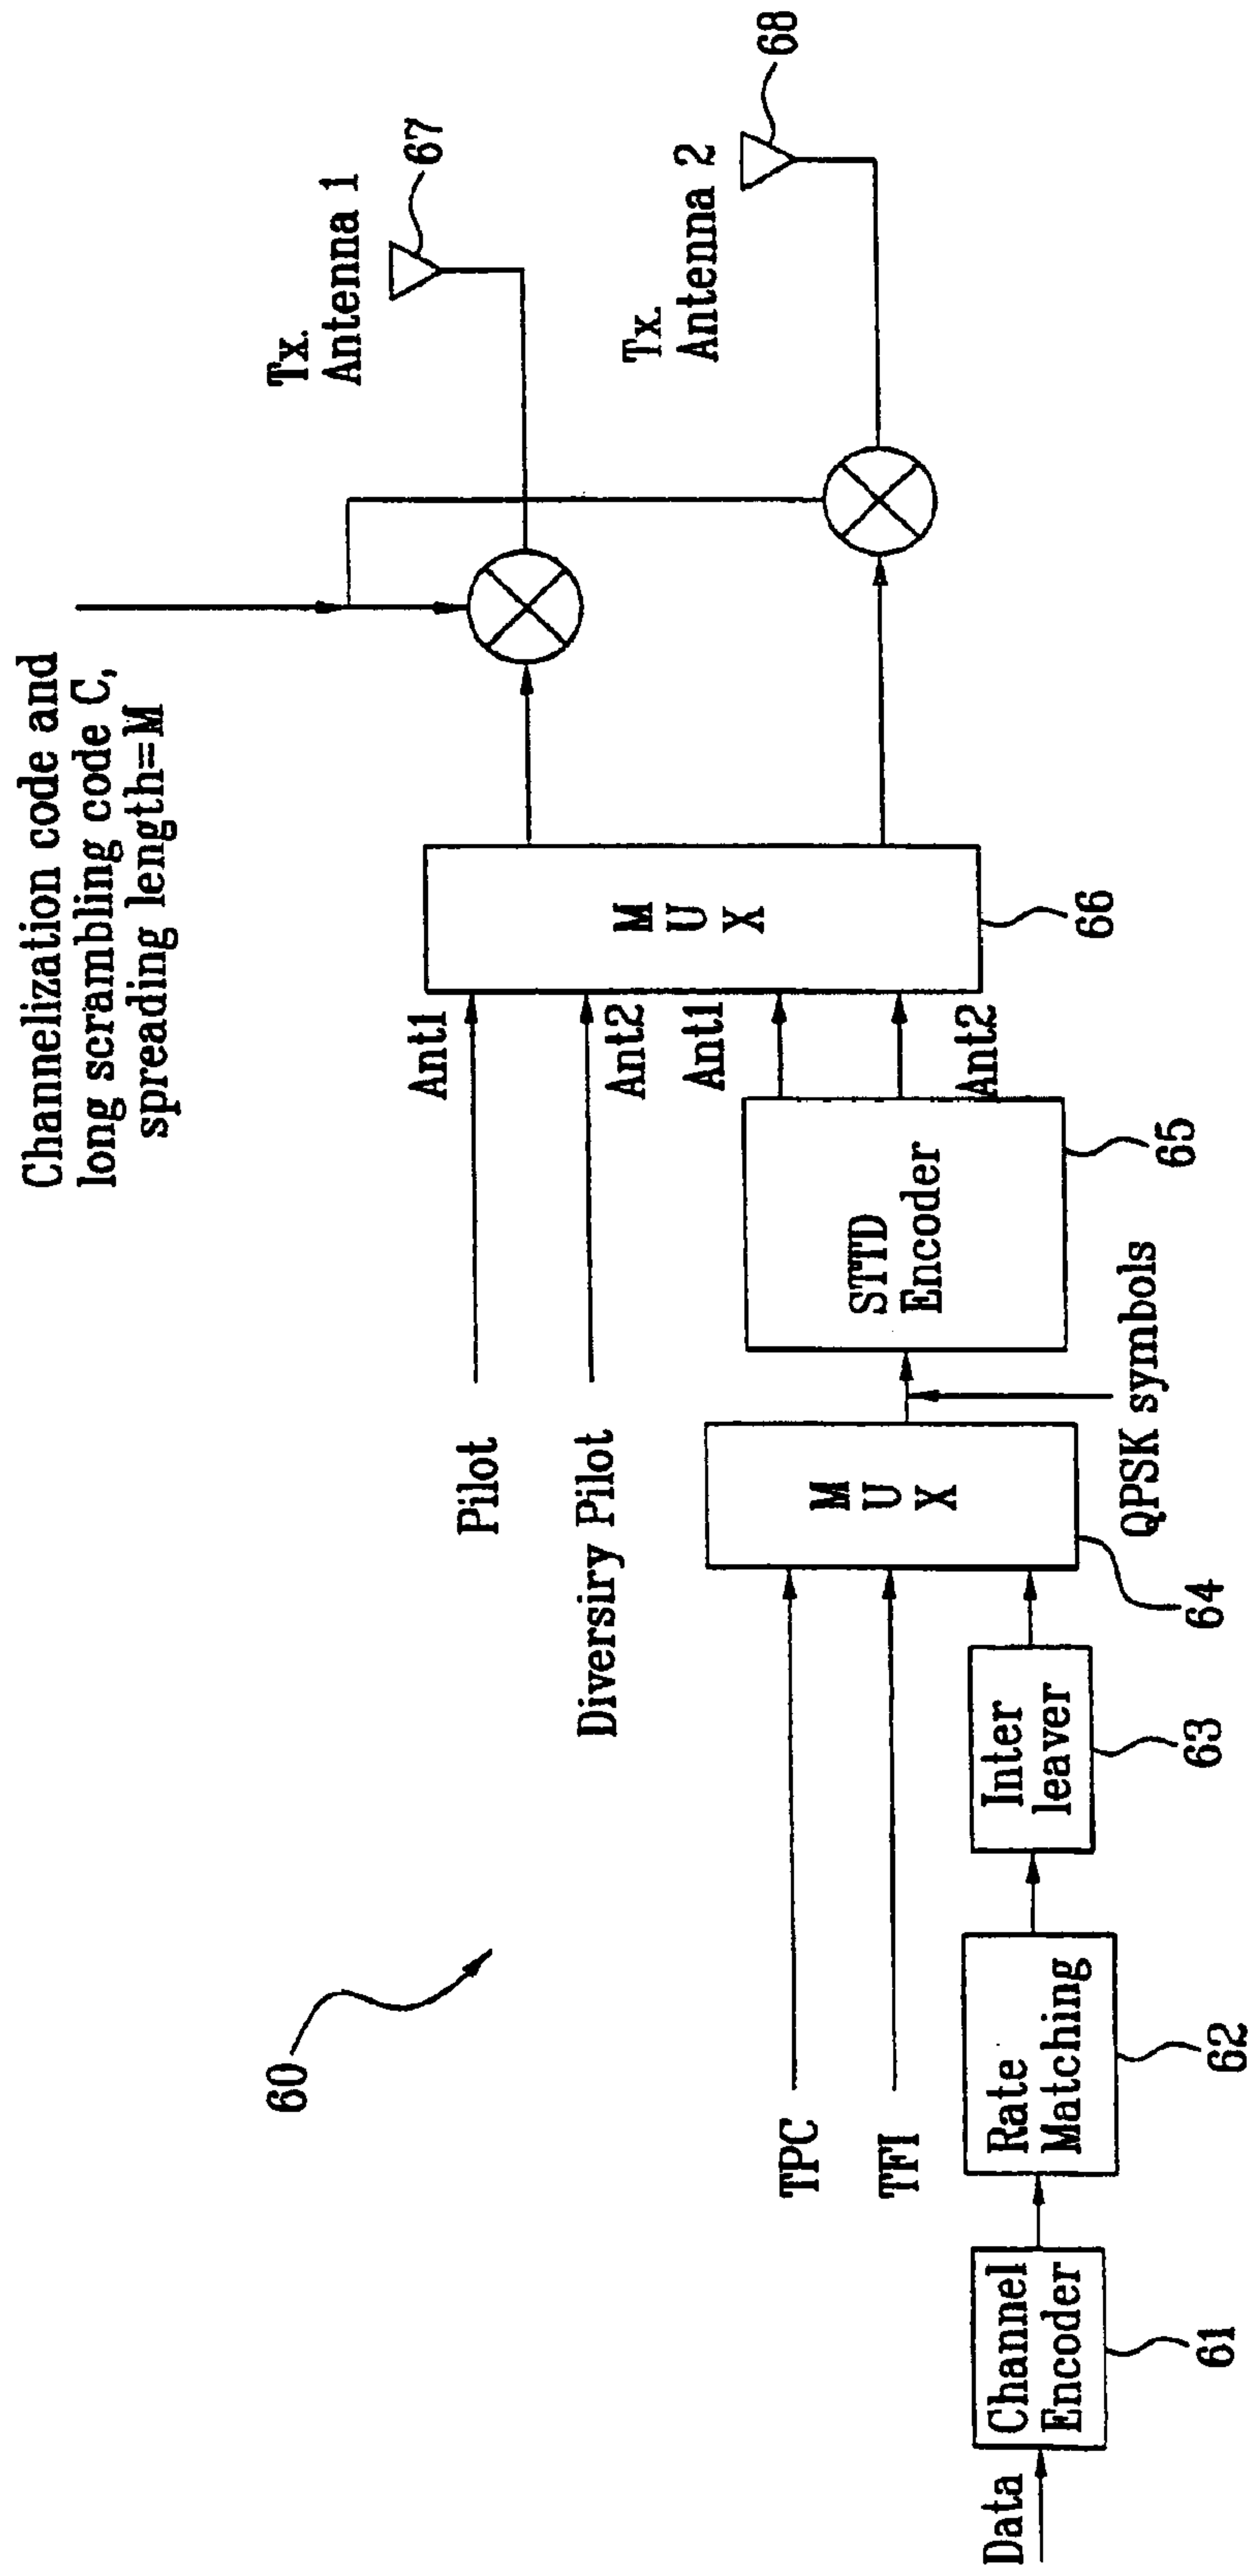 Channelization code and
long scrambling code C,
spreading length=M
Tx.
Antenna 1
67
Tx.
Antenna 2
68
60
Pilot
Ant1
Diversiry Pilot
Ant2
MUX
66
Ant1
Ant2
TPC
TFI
MUX
64
QPSK symbols
STTD
Encoder
65
Data
Channel
Encoder
61
Rate
Matching
62
Inter
leaver
63